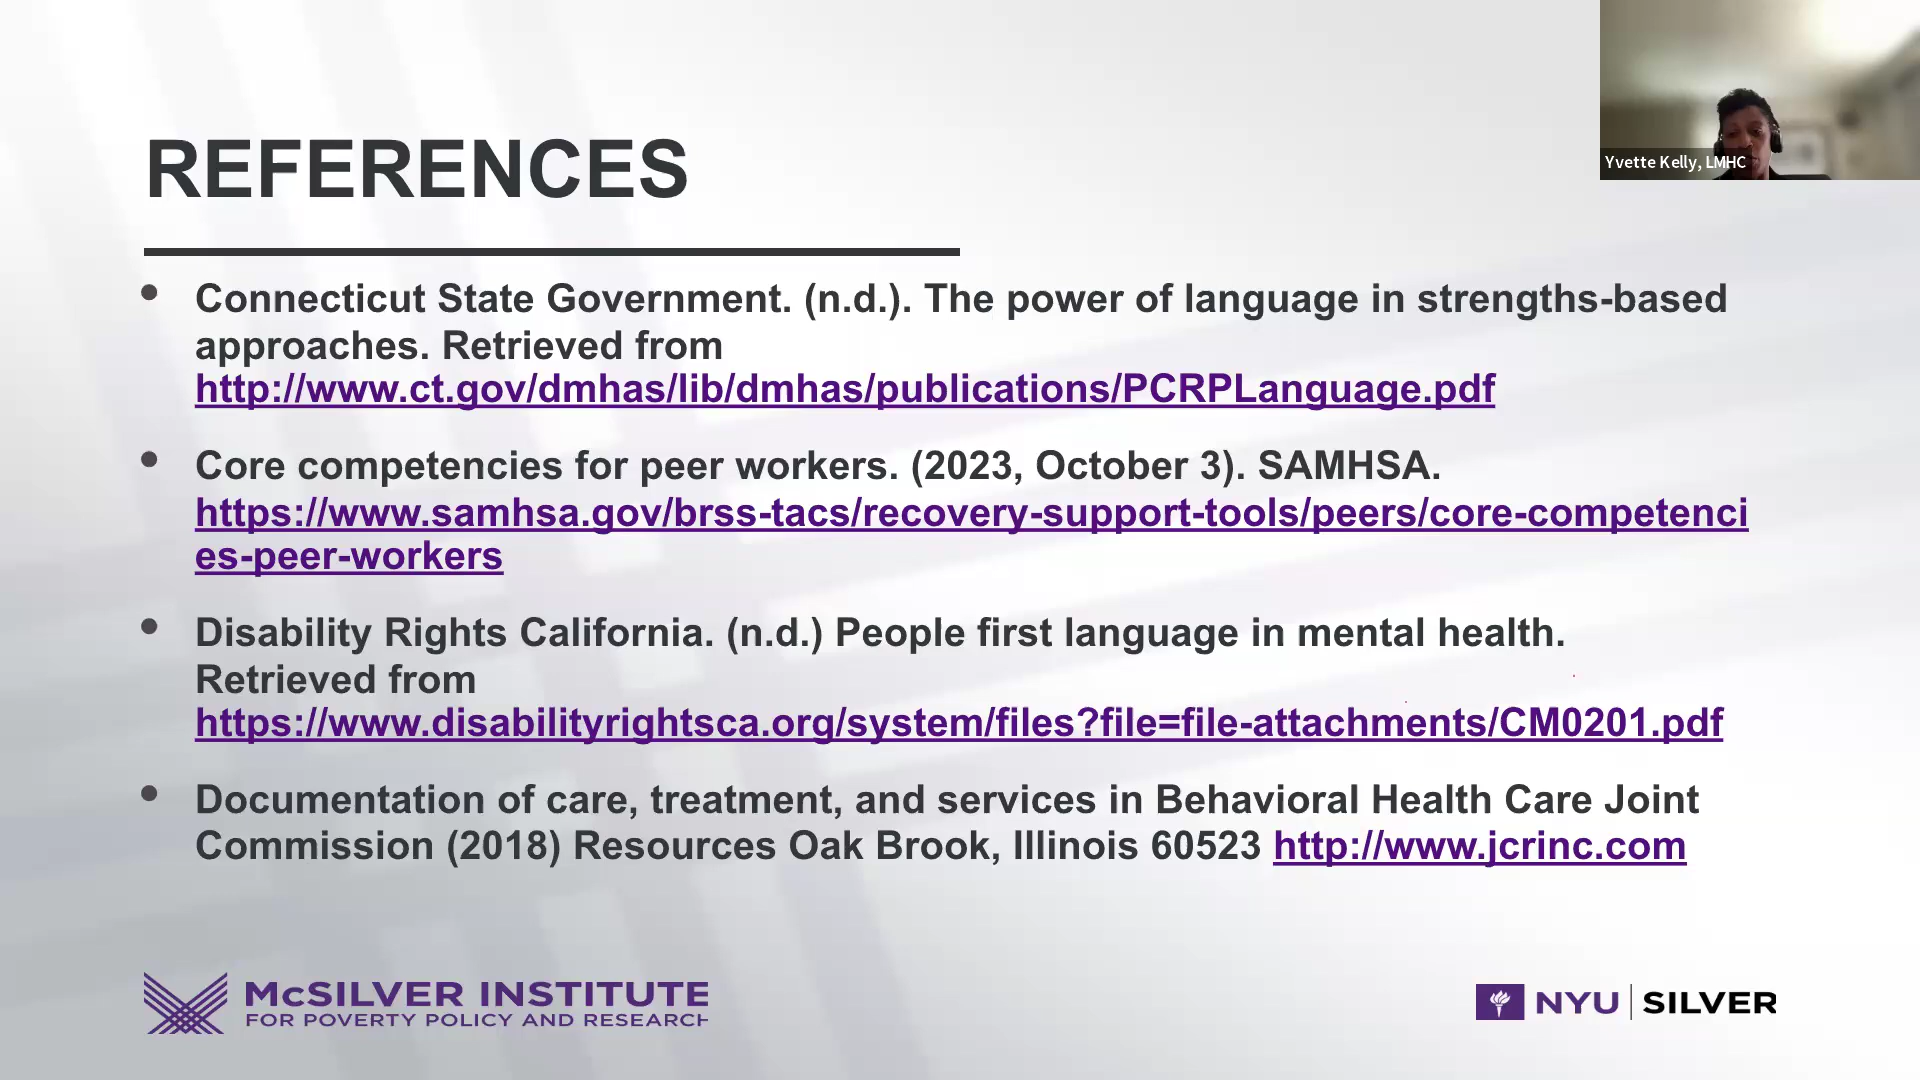 Yvette Kelly, LMHC
REFERENCES
Connecticut State Government. (n.d.). The power of language in strengths-based
approaches. Retrieved from
http://www.ct.gov/dmhas/lib/dmhas/publications/PCRPLanguage.pdf
Core competencies for peer workers. (2023, October 3). SAMHSA.
https://www.samhsa.gov/brss-tacs/recovery-support-tools/peers/core-competenci
es-peer-workers
Disability Rights California. (n.d.) People first language in mental health.
Retrieved from
https://www.disabilityrightsca.org/system/files?file=file-attachments/CM0201.pdf
Documentation of care, treatment, and services in Behavioral Health Care Joint
Commission (2018) Resources Oak Brook, Illinois 60523 http://www.jcrinc.com
McSILVER INSTITUTE
FOR POVERTY POLICY AND RESEARCH
NYU SILVER